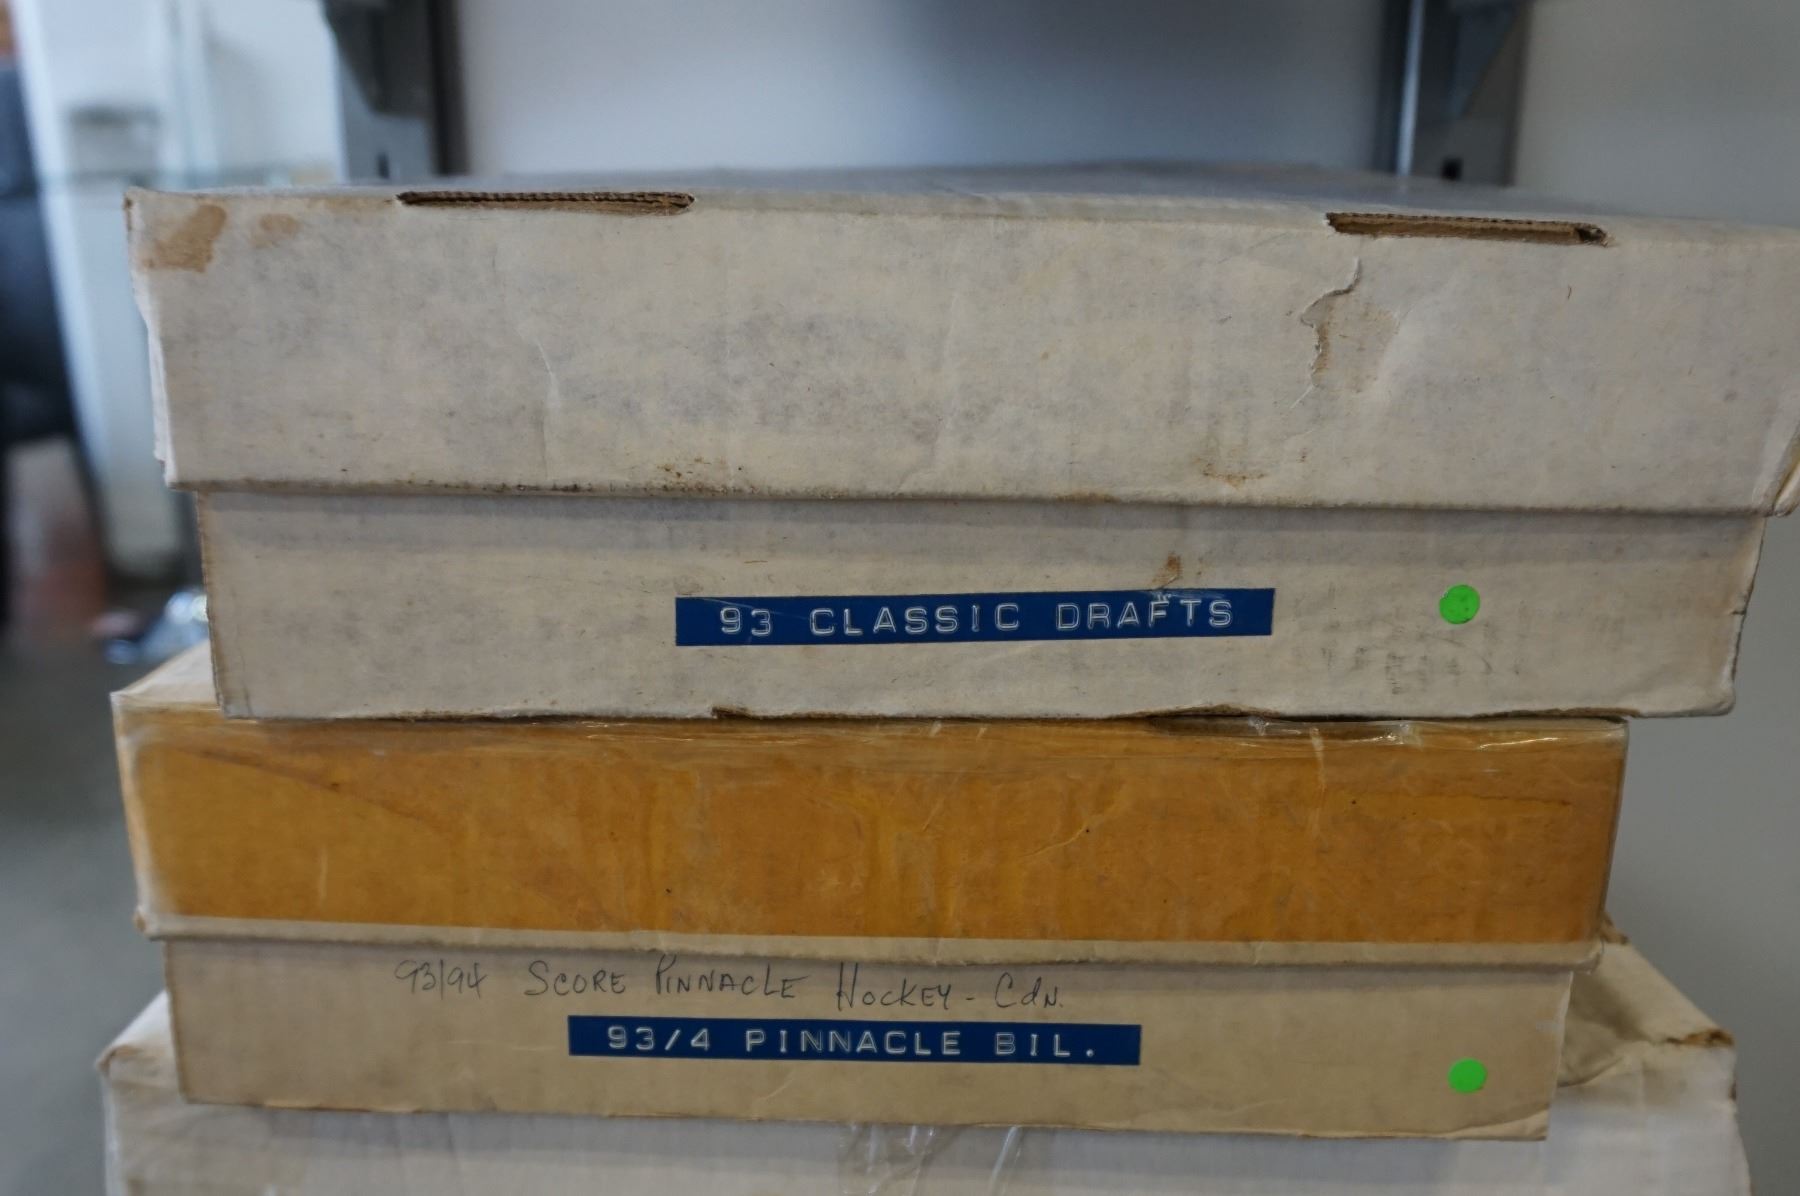 93 CLASSIC DRAFTS
93/94 SCORE PINNACLE HOCKEY - CdN.
93/4 PINNACLE BIL.